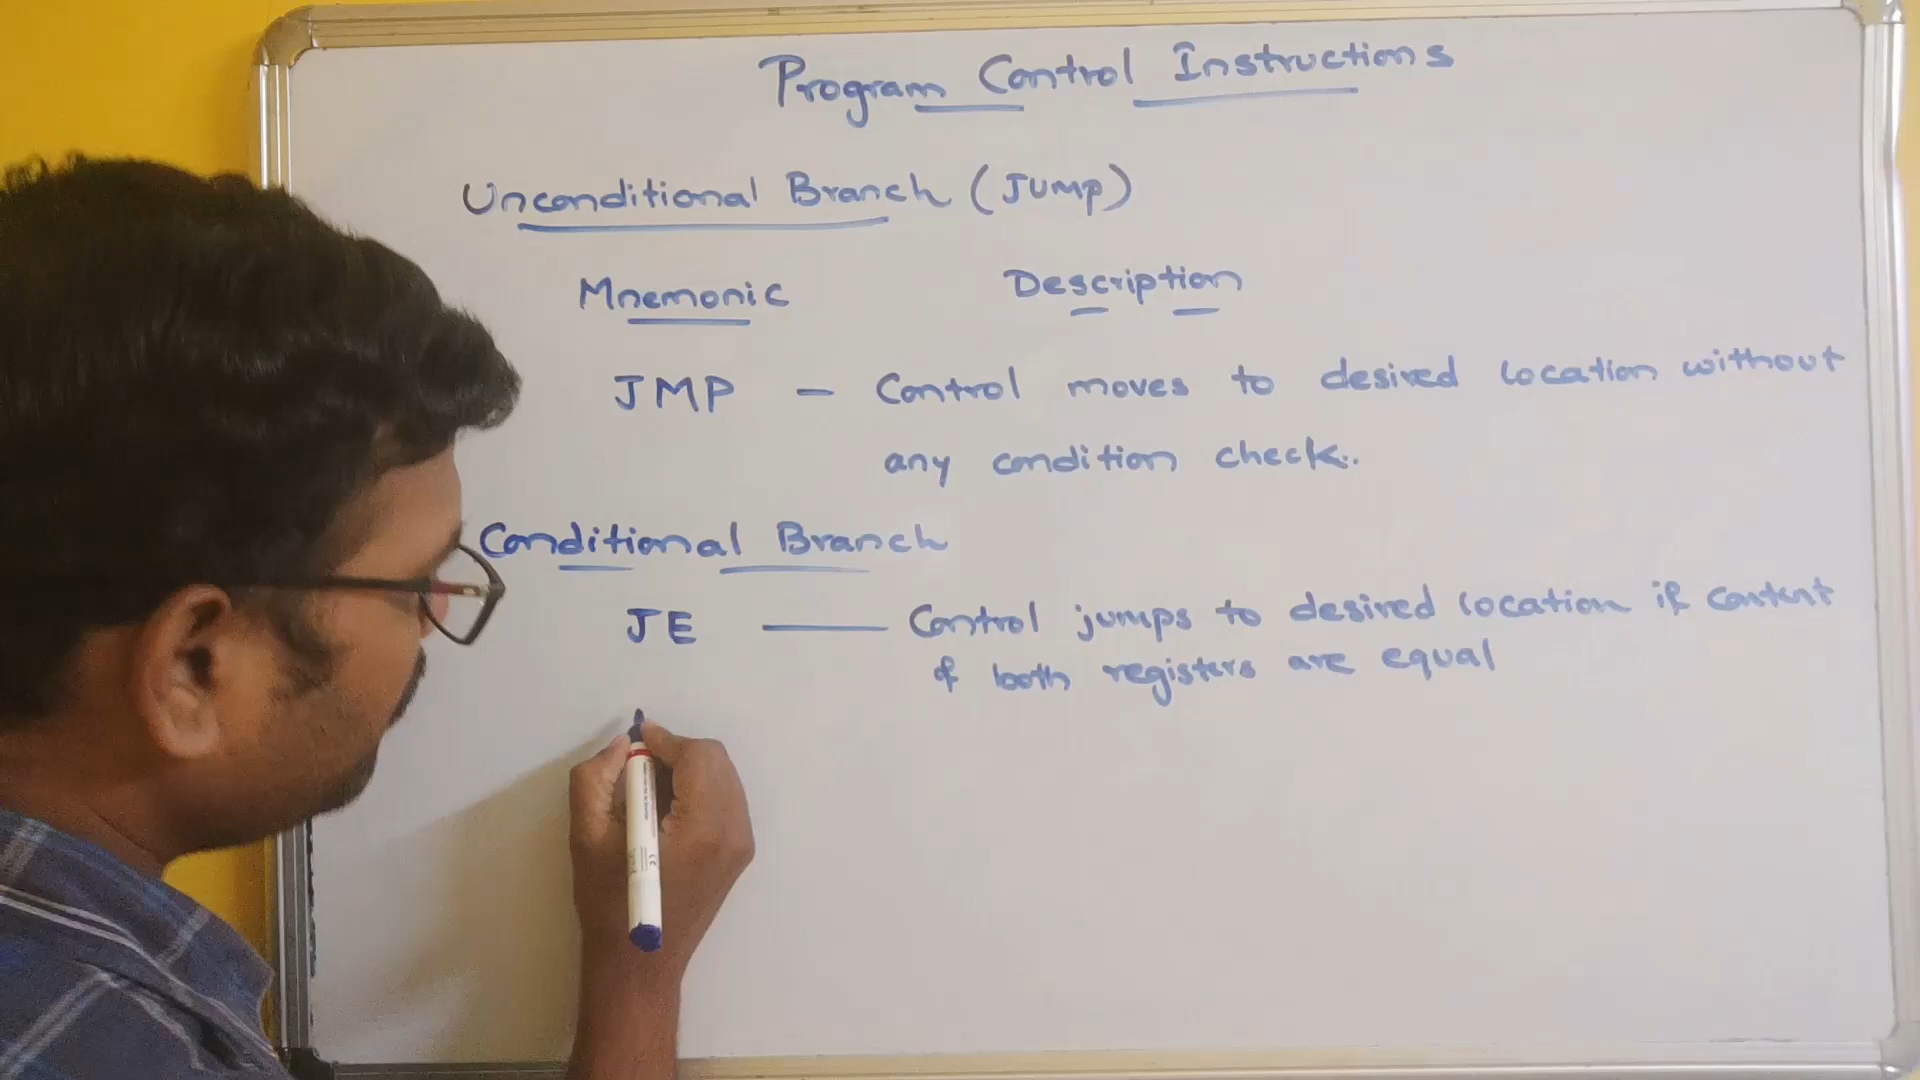 Program Control Instructions
Unconditional Branch (JUMP)
Mnemonic Description
JMP - Control moves to desired location without
any condition check.
Conditional Branch
JE — Control jumps to desired location if content
of both registers are equal